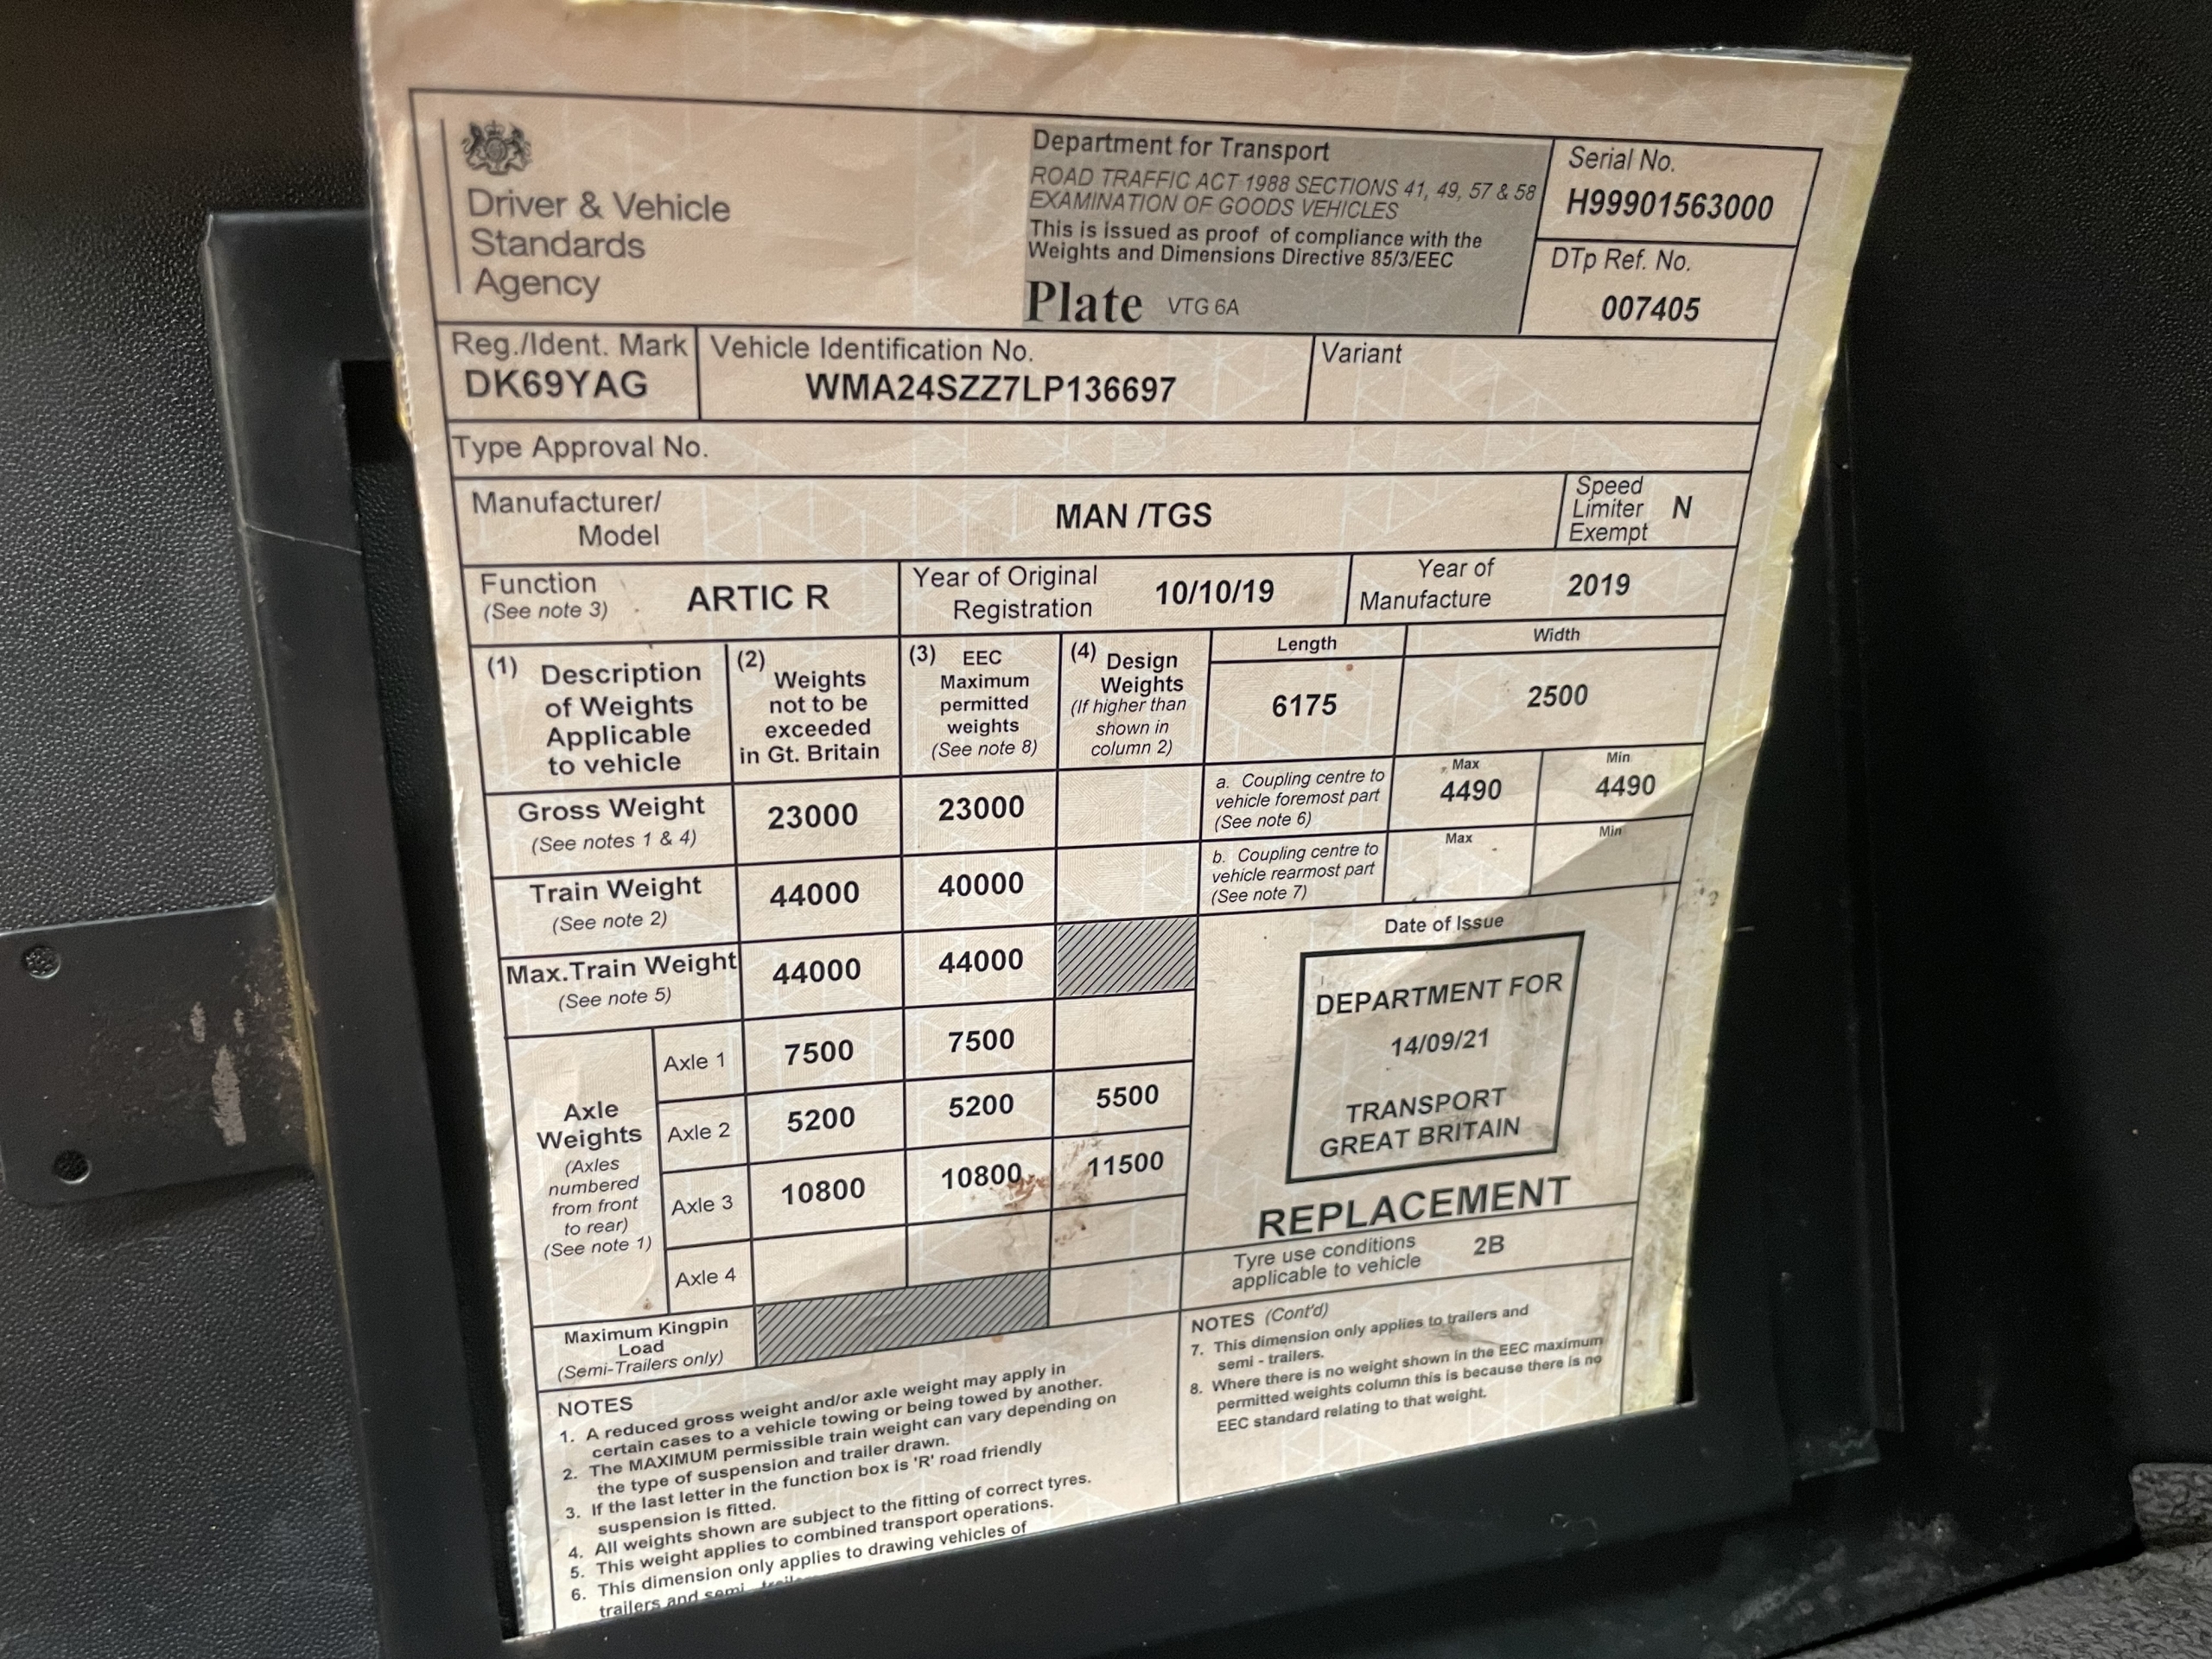 Driver & Vehicle
Standards
Agency
Department for Transport
ROAD TRAFFIC ACT 1988 SECTIONS 41, 49, 57 & 58
EXAMINATION OF GOODS VEHICLES
This is issued as proof of compliance with the
Weights and Dimensions Directive 85/3/EEC
Plate VTG 6A
Serial No.
H99901563000
DTp Ref. No.
007405
Reg./Ident. Mark
DK69YAG
Vehicle Identification No.
WMA24SZZ7LP136697
Variant
Type Approval No.
Manufacturer/
Model
MAN /TGS
Speed
Limiter
Exempt
N
Function
(See note 3)
ARTIC R
Year of Original
Registration
10/10/19
Year of
Manufacture
2019
(1) Description
of Weights
Applicable
to vehicle
(2) Weights
not to be
exceeded
in Gt. Britain
(3) EEC
Maximum
permitted
weights
(See note 8)
(4) Design
Weights
(If higher than
shown in
column 2)
Length
6175
Width
2500
Gross Weight
(See notes 1 & 4)
23000
23000
a. Coupling centre to
vehicle foremost part
(See note 6)
Max
4490
Min
4490
Train Weight
(See note 2)
44000
40000
b. Coupling centre to
vehicle rearmost part
(See note 7)
Max
Min
Max.Train Weight
(See note 5)
44000
44000
Axle
Weights
(Axles
numbered
from front
to rear)
(See note 1)
Axle 1
7500
7500
Axle 2
5200
5200
5500
Axle 3
10800
10800
11500
Axle 4
Maximum Kingpin
Load
(Semi-Trailers only)
Date of Issue
DEPARTMENT FOR
14/09/21
TRANSPORT
GREAT BRITAIN
REPLACEMENT
Tyre use conditions
applicable to vehicle
2B
NOTES
1. A reduced gross weight and/or axle weight may apply in
certain cases to a vehicle towing or being towed by another.
2. The MAXIMUM permissible train weight can vary depending on
the type of suspension and trailer drawn.
3. If the last letter in the function box is 'R' road friendly
suspension is fitted.
4. All weights shown are subject to the fitting of correct tyres.
5. This weight applies to combined transport operations.
6. This dimension only applies to drawing vehicles of
trailers and semi -
NOTES (Cont'd)
7. This dimension only applies to trailers and
semi - trailers.
8. Where there is no weight shown in the EEC maximum
permitted weights column this is because there is no
EEC standard relating to that weight.